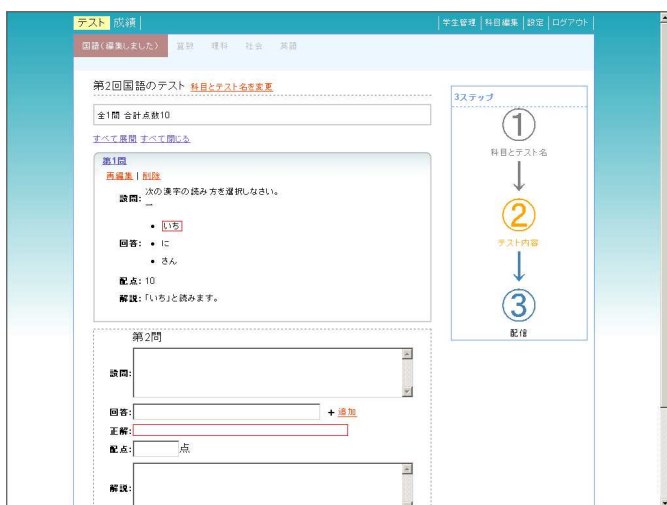 テスト 成績
学生管理 科目編集 設定 ログアウト
国語(編集しました) 算数 理科 社会 英語
第2回国語のテスト 科目とテスト名を変更
全1問 合計点数10
すべて展開 すべて閉じる
第1問
再編集 | 削除
設問: 次の漢字の読み方を選択しなさい。
一
回答:
• いち
• に
• さん
配点: 10
解説: 「いち」と読みます。
第2問
設問:
回答: + 追加
正解:
配点: 点
解説:
3ステップ
1
科目とテスト名
2
テスト内容
3
配信